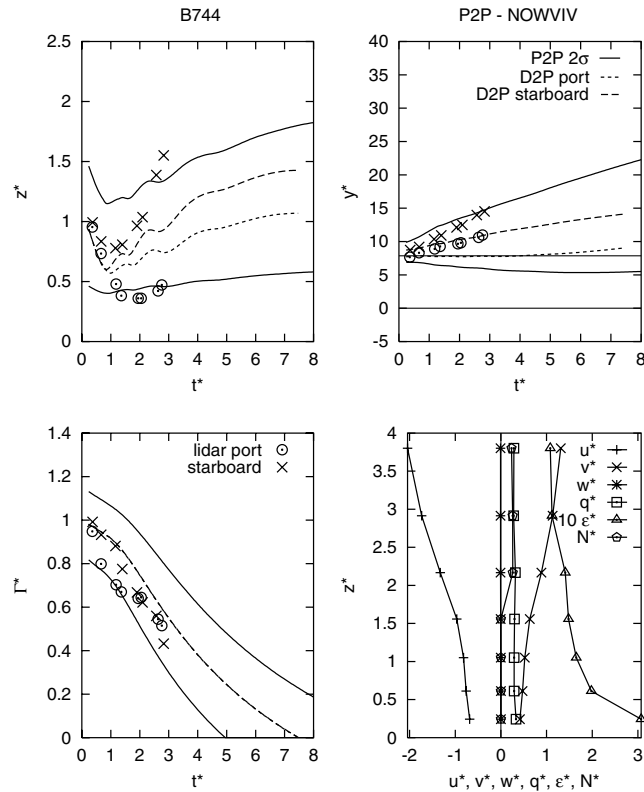 B744
P2P - NOWVIV
2.5
2
1.5
1
0.5
0
z*
0 1 2 3 4 5 6 7 8
t*
40
35
30
25
20
15
10
5
0
-5
y*
P2P 2σ
D2P port
D2P starboard
0 1 2 3 4 5 6 7 8
t*
1.4
1.2
1
0.8
0.6
0.4
0.2
0
Γ*
lidar port
starboard
0 1 2 3 4 5 6 7 8
t*
4
3.5
3
2.5
2
1.5
1
0.5
0
z*
u*
v*
w*
q*
10 ε*
N*
-2 -1 0 1 2 3
u*, v*, w*, q*, ε*, N*